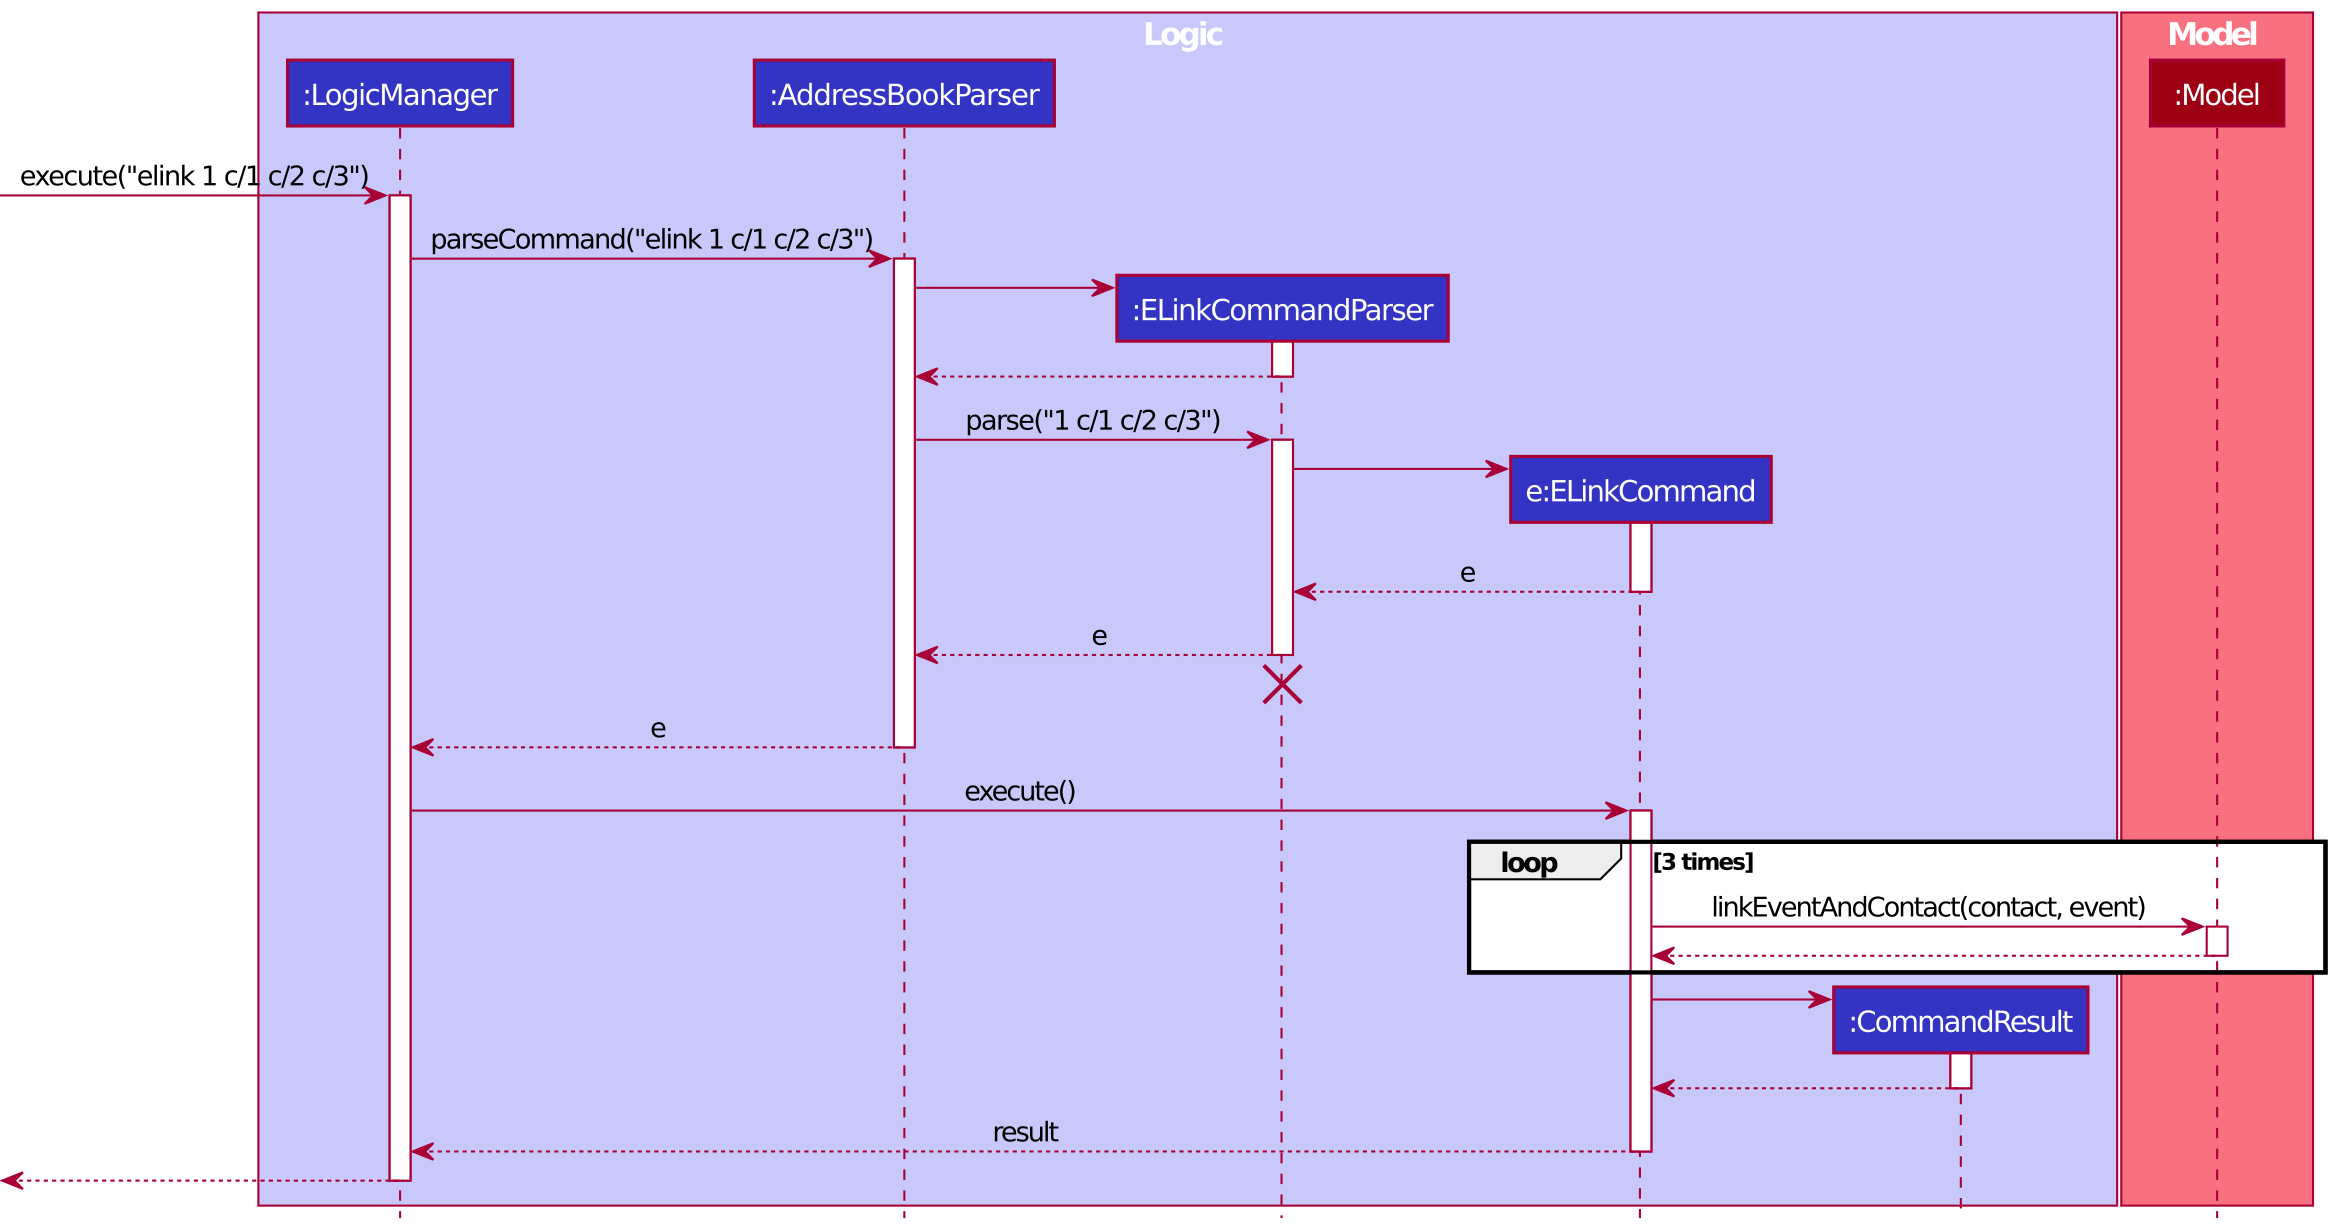 Logic
Model
:LogicManager
:AddressBookParser
:Model
execute("elink 1 c/1 c/2 c/3")
parseCommand("elink 1 c/1 c/2 c/3")
:ELinkCommandParser
parse("1 c/1 c/2 c/3")
e:ELinkCommand
e
e
e
execute()
loop
[3 times]
linkEventAndContact(contact, event)
:CommandResult
result